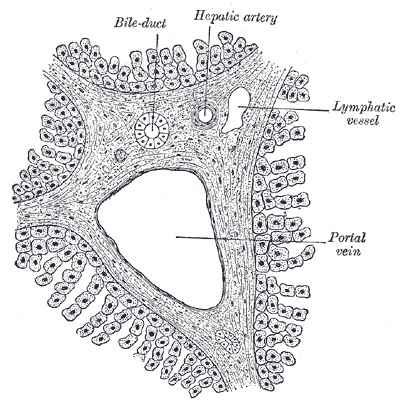 Bile-duct
Hepatic artery
Lymphatic
vessel
Portal
vein